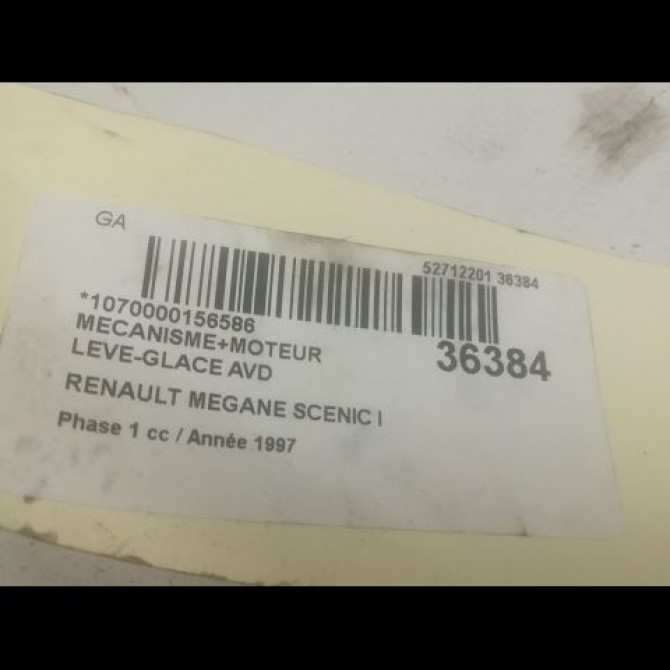 GA
52712201 36384
*1070000156586
36384
MECANISME+MOTEUR
LEVE-GLACE AVD
RENAULT MEGANE SCENIC I
Phase 1 cc / Année 1997